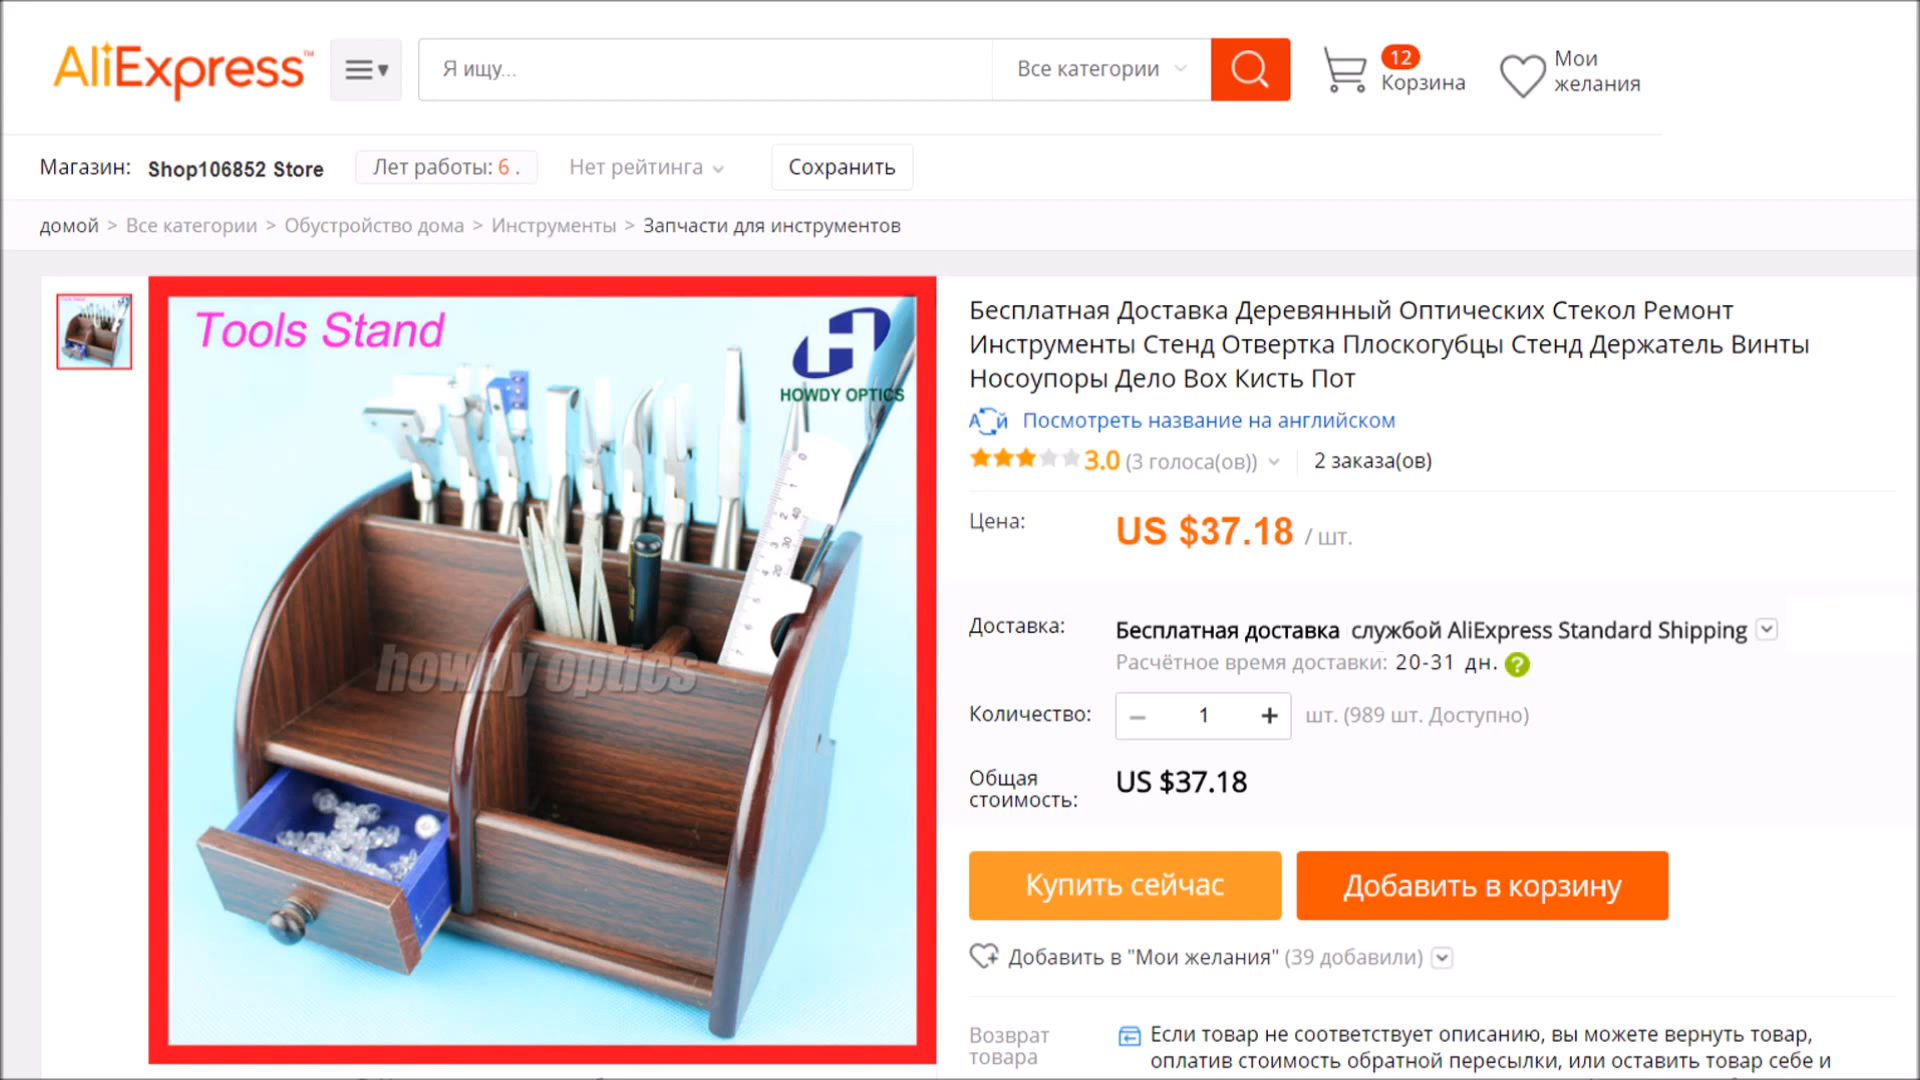 AliExpress™
Я ищу...
Все категории
12
Корзина
Мои
желания
Магазин: Shop106852 Store
Лет работы: 6 .
Нет рейтинга
Сохранить
домой > Все категории > Обустройство дома > Инструменты > Запчасти для инструментов
Tools Stand
HOWDY OPTICS
howdy optics
Бесплатная Доставка Деревянный Оптических Стекол Ремонт
Инструменты Стенд Отвертка Плоскогубцы Стенд Держатель Винты
Носоупоры Дело Box Кисть Пот
Посмотреть название на английском
3.0 (3 голоса(ов)) 2 заказа(ов)
Цена: US $37.18 / шт.
Доставка: Бесплатная доставка службой AliExpress Standard Shipping
Расчётное время доставки: 20-31 дн. ?
Количество: − 1 + шт. (989 шт. Доступно)
Общая
стоимость:
US $37.18
Купить сейчас
Добавить в корзину
Добавить в "Мои желания" (39 добавили)
Возврат
товара
Если товар не соответствует описанию, вы можете вернуть товар,
оплатив стоимость обратной пересылки, или оставить товар себе и